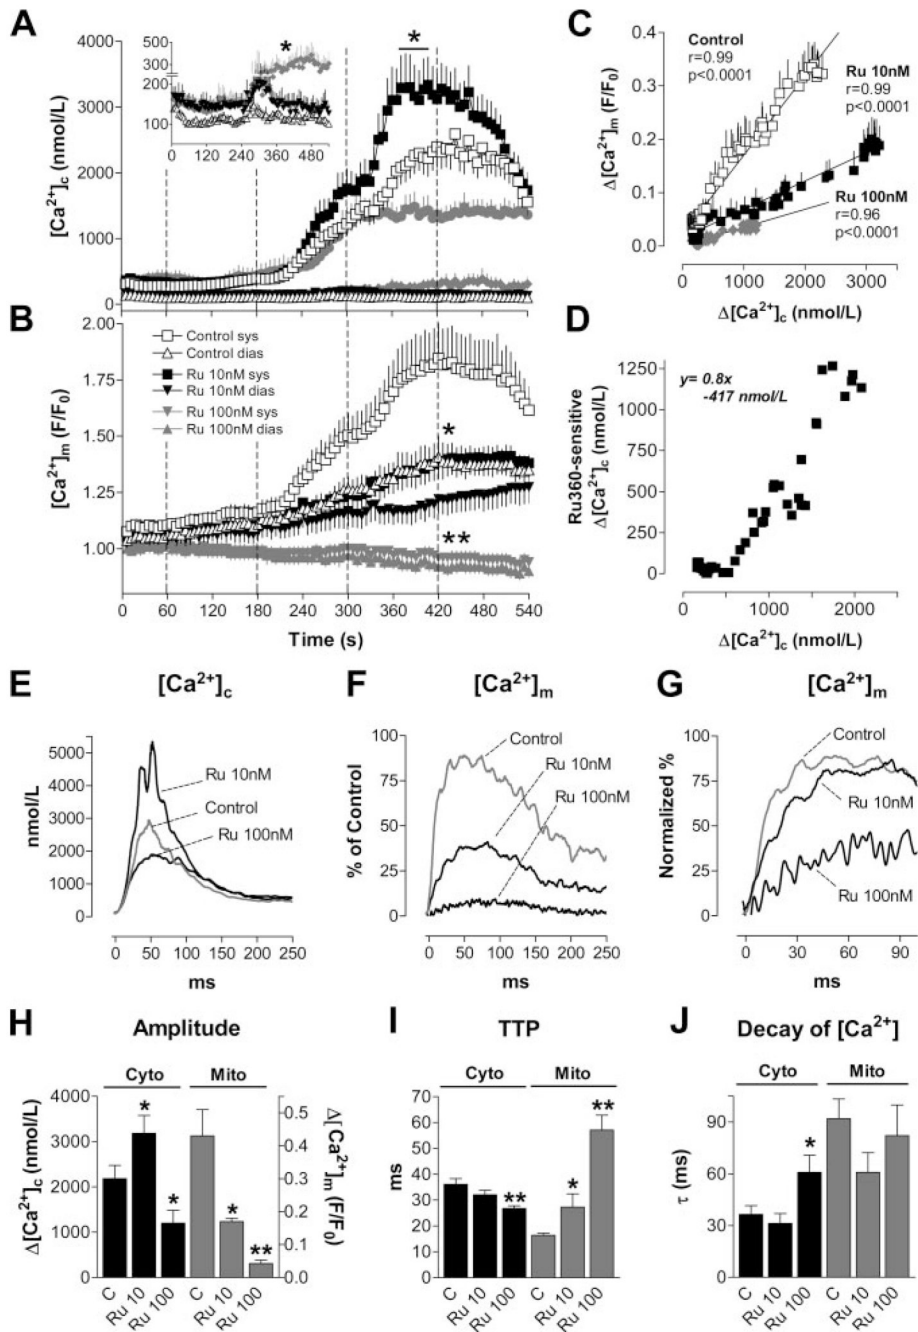 A
4000
3000
2000
1000
0
[Ca²⁺]c (nmol/L)
500
300
200
100
0 120 240 360 480
*
*
B
2.00
1.75
1.50
1.25
1.00
[Ca²⁺]m (F/F₀)
Control sys
Control dias
Ru 10nM sys
Ru 10nM dias
Ru 100nM sys
Ru 100nM dias
*
**
0 60 180 300 420 480 540
Time (s)
C
0.4
0.3
0.2
0.1
0.0
Δ[Ca²⁺]m (F/F₀)
Control
r=0.99
p<0.0001
Ru 10nM
r=0.99
p<0.0001
Ru 100nM
r=0.96
p<0.0001
0 1000 2000 3000
Δ[Ca²⁺]c (nmol/L)
D
1250
1000
750
500
250
0
Ru360-sensitive
Δ[Ca²⁺]c (nmol/L)
y= 0.8x
-417 nmol/L
0 1000 2000
Δ[Ca²⁺]c (nmol/L)
E
[Ca²⁺]c
5000
4000
3000
2000
1000
0
nmol/L
Ru 10nM
Control
Ru 100nM
0 50 100 150 200 250
ms
F
[Ca²⁺]m
100
75
50
25
0
% of Control
Control
Ru 10nM
Ru 100nM
0 50 100 150 200 250
ms
G
[Ca²⁺]m
100
75
50
25
0
Normalized %
Control
Ru 10nM
Ru 100nM
0 30 60 90
ms
H
Amplitude
Cyto Mito
4000
3000
2000
1000
0
Δ[Ca²⁺]c (nmol/L)
* * * **
0.5
0.4
0.3
0.2
0.1
0.0
Δ[Ca²⁺]m (F/F₀)
C Ru 10 Ru 100 C Ru 10 Ru 100
I
TTP
Cyto Mito
70
60
50
40
30
20
10
0
ms
** * **
C Ru 10 Ru 100 C Ru 10 Ru 100
J
Decay of [Ca²⁺]
Cyto Mito
90
60
30
0
τ (ms)
*
C Ru 10 Ru 100 C Ru 10 Ru 100